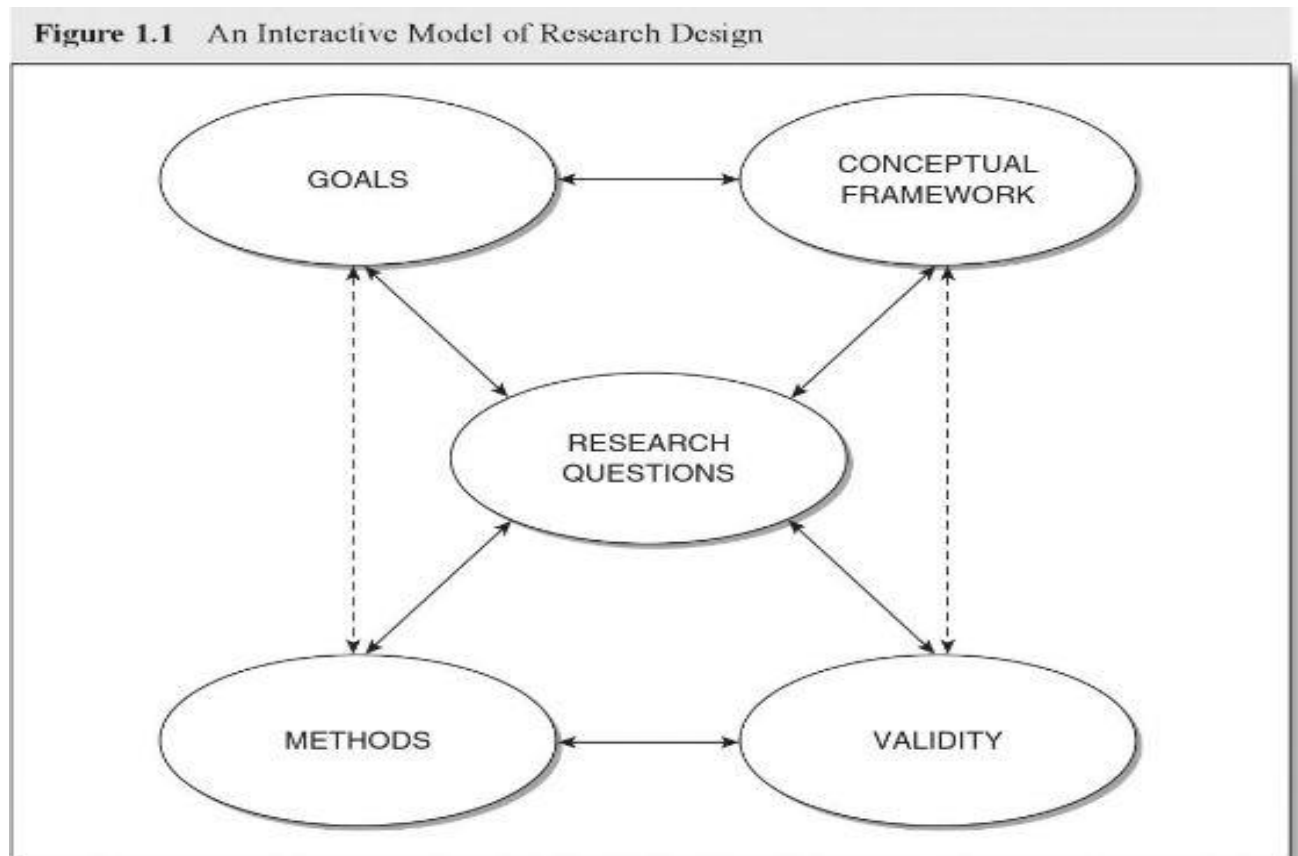 Figure 1.1 An Interactive Model of Research Design
GOALS
CONCEPTUAL
FRAMEWORK
RESEARCH
QUESTIONS
METHODS
VALIDITY